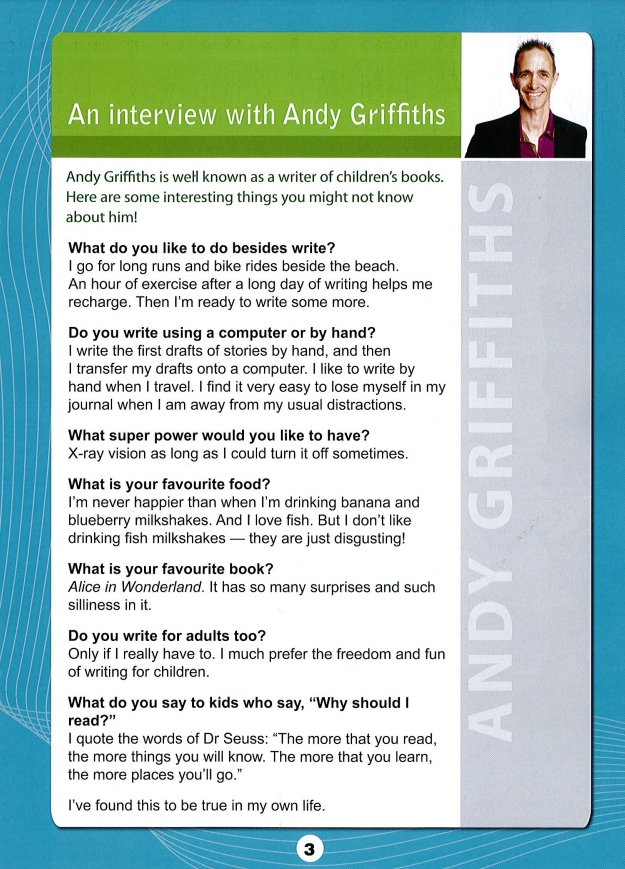 An interview with Andy Griffiths
Andy Griffiths is well known as a writer of children's books.
Here are some interesting things you might not know
about him!
What do you like to do besides write?
I go for long runs and bike rides beside the beach.
An hour of exercise after a long day of writing helps me
recharge. Then I'm ready to write some more.
Do you write using a computer or by hand?
I write the first drafts of stories by hand, and then
I transfer my drafts onto a computer. I like to write by
hand when I travel. I find it very easy to lose myself in my
journal when I am away from my usual distractions.
What super power would you like to have?
X-ray vision as long as I could turn it off sometimes.
What is your favourite food?
I'm never happier than when I'm drinking banana and
blueberry milkshakes. And I love fish. But I don't like
drinking fish milkshakes — they are just disgusting!
What is your favourite book?
Alice in Wonderland. It has so many surprises and such
silliness in it.
Do you write for adults too?
Only if I really have to. I much prefer the freedom and fun
of writing for children.
What do you say to kids who say, "Why should I
read?"
I quote the words of Dr Seuss: "The more that you read,
the more things you will know. The more that you learn,
the more places you'll go."
I've found this to be true in my own life.
ANDY GRIFFITHS
3